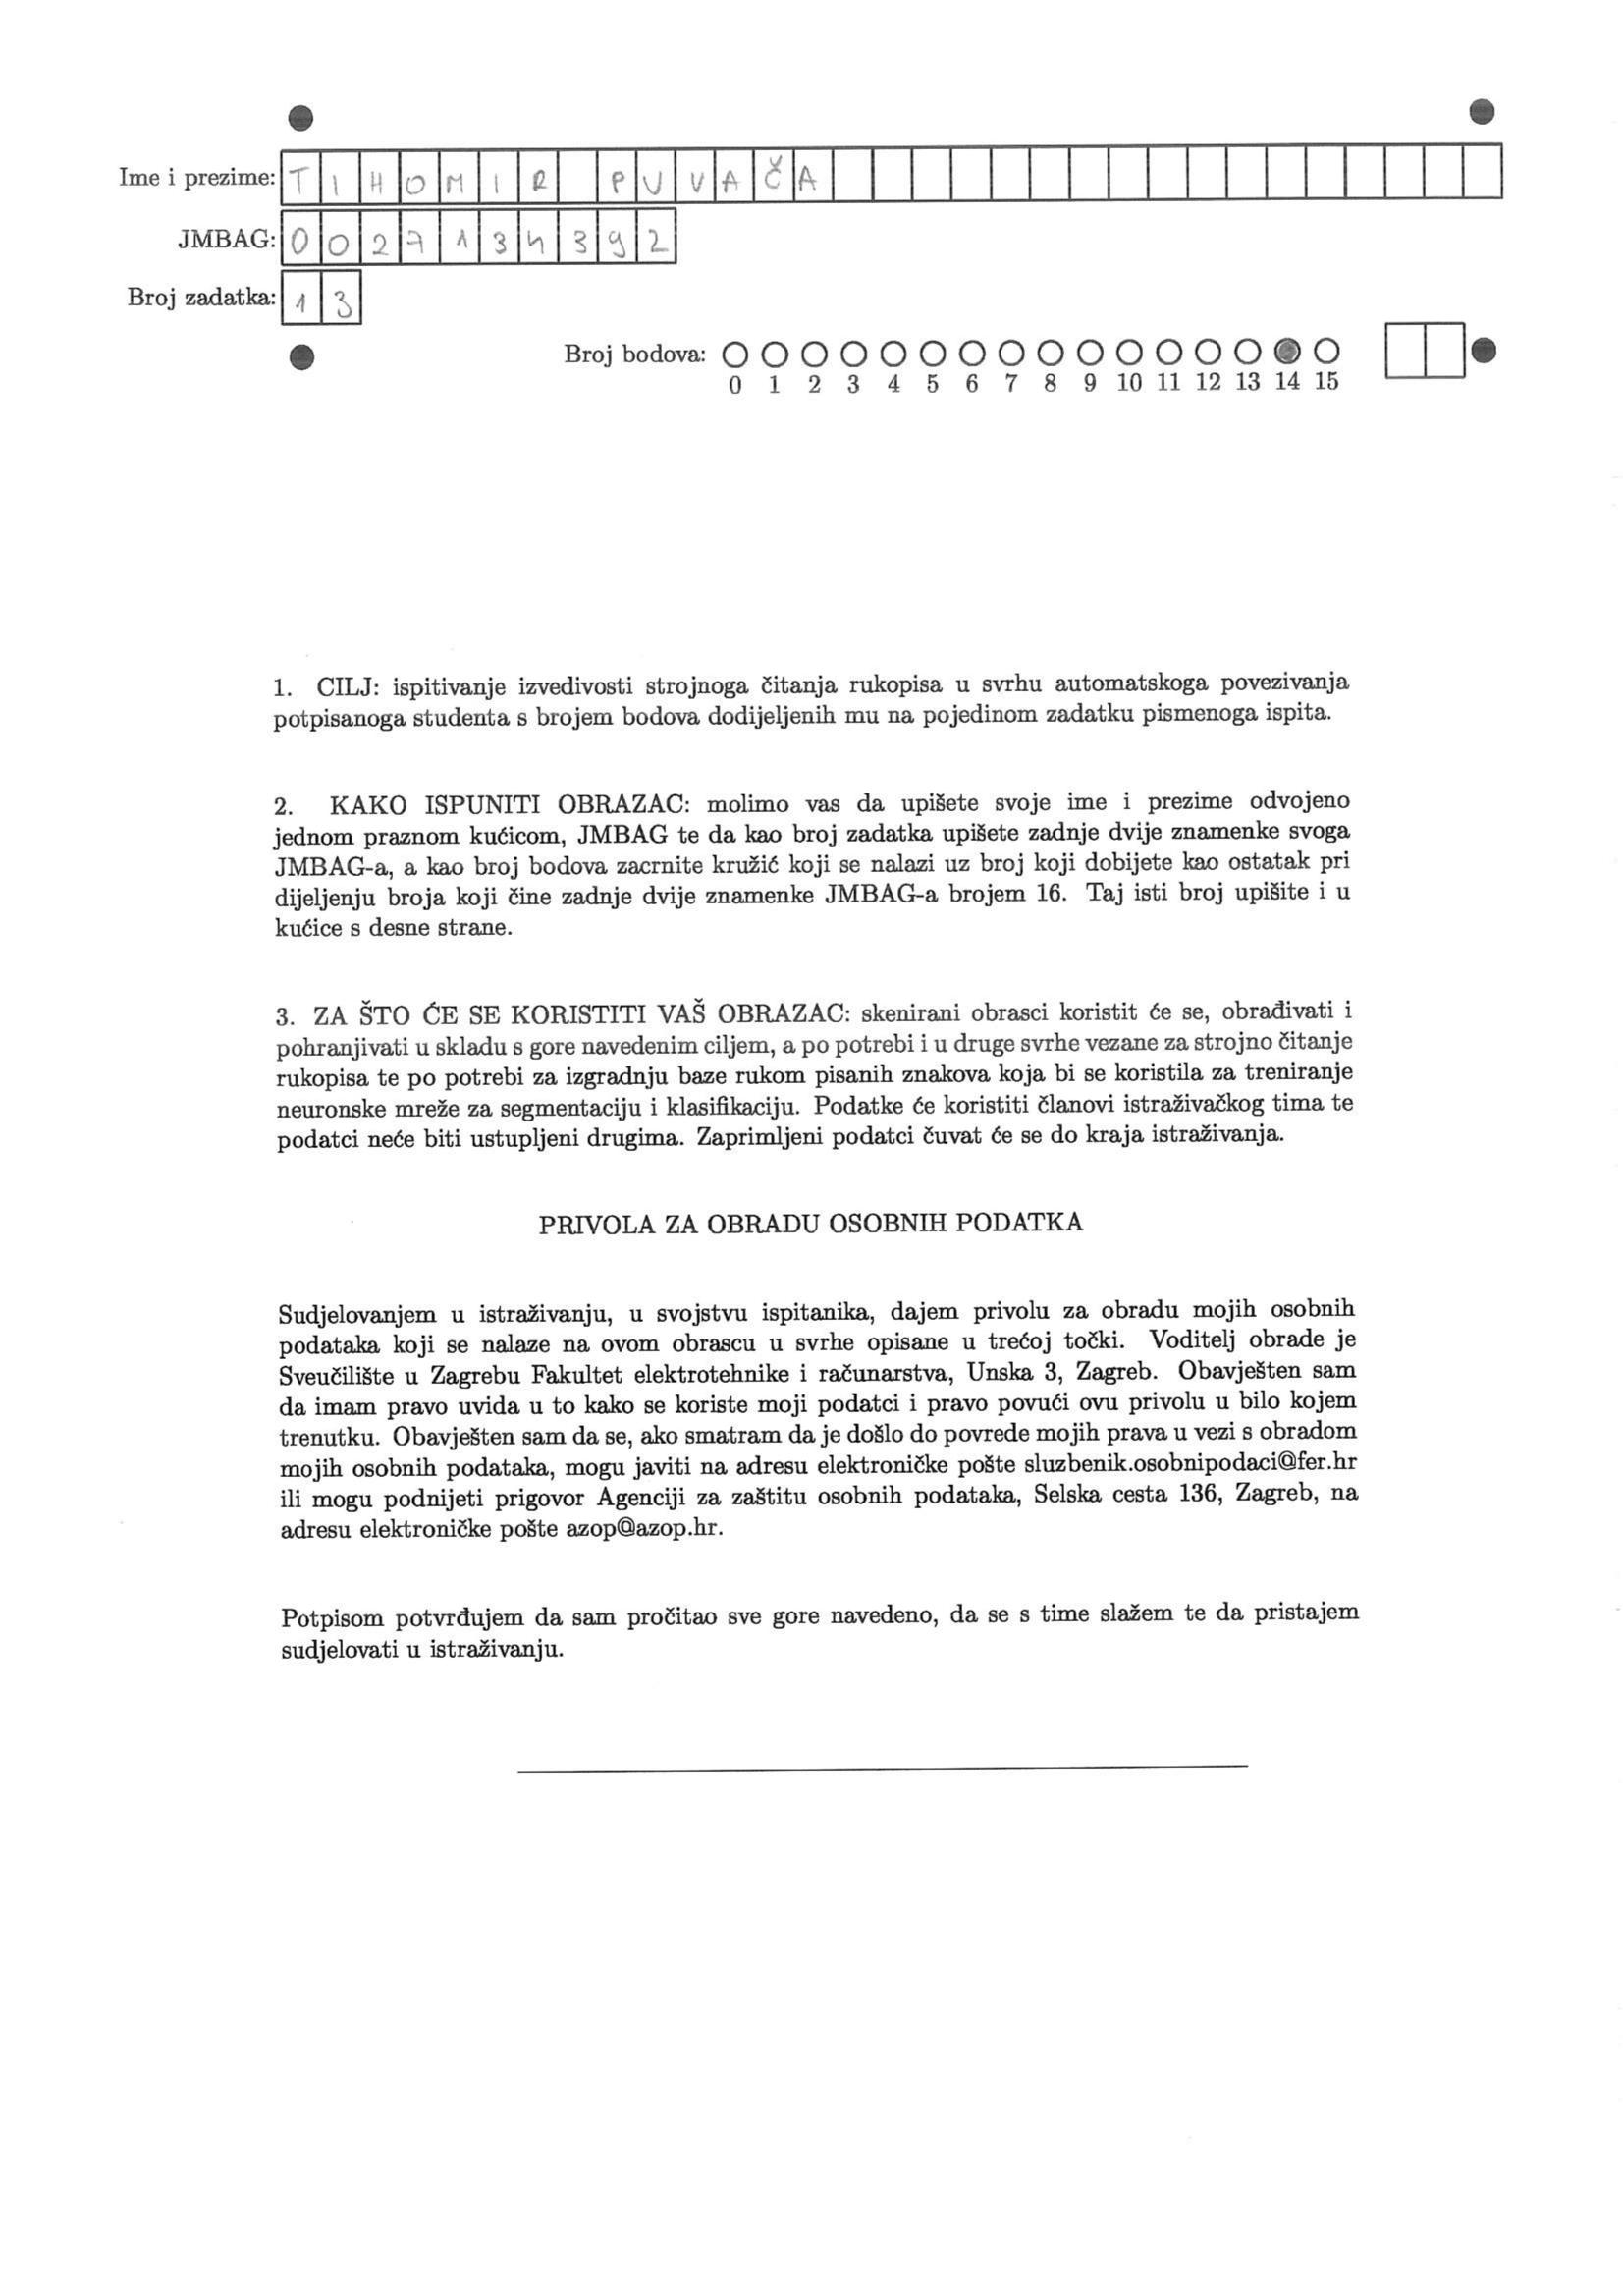 Ime i prezime: TIHOMIR PUVAČA
JMBAG: 0027134392
Broj zadatka: 13
Broj bodova:
0 1 2 3 4 5 6 7 8 9 10 11 12 13 14 15
1. CILJ: ispitivanje izvedivosti strojnoga čitanja rukopisa u svrhu automatskoga povezivanja
potpisanoga studenta s brojem bodova dodijeljenih mu na pojedinom zadatku pismenoga ispita.
2. KAKO ISPUNITI OBRAZAC: molimo vas da upišete svoje ime i prezime odvojeno
jednom praznom kućicom, JMBAG te da kao broj zadatka upišete zadnje dvije znamenke svoga
JMBAG-a, a kao broj bodova zacrnite kružić koji se nalazi uz broj koji dobijete kao ostatak pri
dijeljenju broja koji čine zadnje dvije znamenke JMBAG-a brojem 16. Taj isti broj upišite i u
kućice s desne strane.
3. ZA ŠTO ĆE SE KORISTITI VAŠ OBRAZAC: skenirani obrasci koristit će se, obrađivati i
pohranjivati u skladu s gore navedenim ciljem, a po potrebi i u druge svrhe vezane za strojno čitanje
rukopisa te po potrebi za izgradnju baze rukom pisanih znakova koja bi se koristila za treniranje
neuronske mreže za segmentaciju i klasifikaciju. Podatke će koristiti članovi istraživačkog tima te
podatci neće biti ustupljeni drugima. Zaprimljeni podatci čuvat će se do kraja istraživanja.
PRIVOLA ZA OBRADU OSOBNIH PODATKA
Sudjelovanjem u istraživanju, u svojstvu ispitanika, dajem privolu za obradu mojih osobnih
podataka koji se nalaze na ovom obrascu u svrhe opisane u trećoj točki. Voditelj obrade je
Sveučilište u Zagrebu Fakultet elektrotehnike i računarstva, Unska 3, Zagreb. Obavješten sam
da imam pravo uvida u to kako se koriste moji podatci i pravo povući ovu privolu u bilo kojem
trenutku. Obavješten sam da se, ako smatram da je došlo do povrede mojih prava u vezi s obradom
mojih osobnih podataka, mogu javiti na adresu elektroničke pošte sluzbenik.osobnipodaci@fer.hr
ili mogu podnijeti prigovor Agenciji za zaštitu osobnih podataka, Selska cesta 136, Zagreb, na
adresu elektroničke pošte azop@azop.hr.
Potpisom potvrđujem da sam pročitao sve gore navedeno, da se s time slažem te da pristajem
sudjelovati u istraživanju.